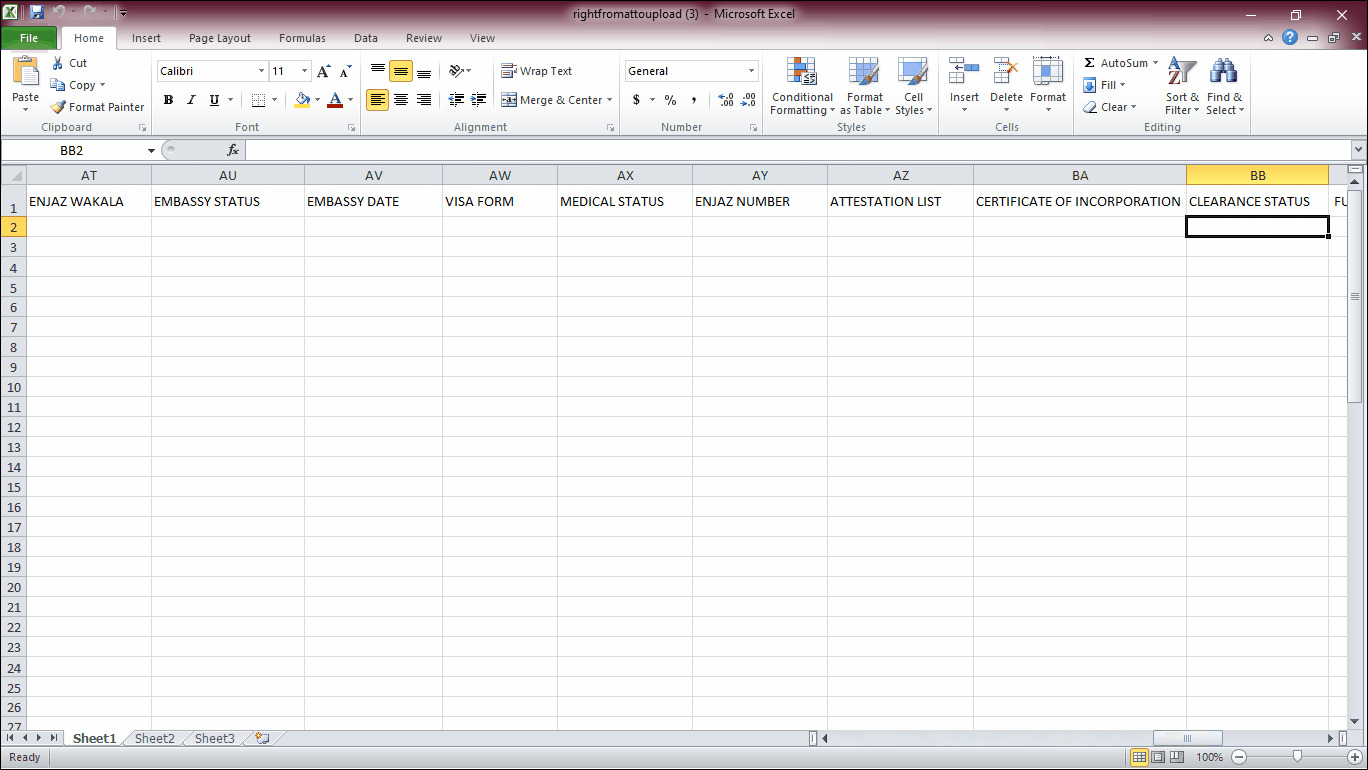 rightfromattoupload (3) - Microsoft Excel
File Home Insert Page Layout Formulas Data Review View
Paste Cut Calibri 11 Wrap Text General Conditional Formatting Format as Table Cell Styles Insert Delete Format AutoSum Sort & Filter Find & Select
Copy B I U A Merge & Center $ % , Fill
Format Painter Clear
Clipboard Font Alignment Number Styles Cells Editing
BB2 fx
AT AU AV AW AX AY AZ BA BB
1 ENJAZ WAKALA EMBASSY STATUS EMBASSY DATE VISA FORM MEDICAL STATUS ENJAZ NUMBER ATTESTATION LIST CERTIFICATE OF INCORPORATION CLEARANCE STATUS FU
2
3
4
5
6
7
8
9
10
11
12
13
14
15
16
17
18
19
20
21
22
23
24
25
26
27
Sheet1 Sheet2 Sheet3
Ready 100%